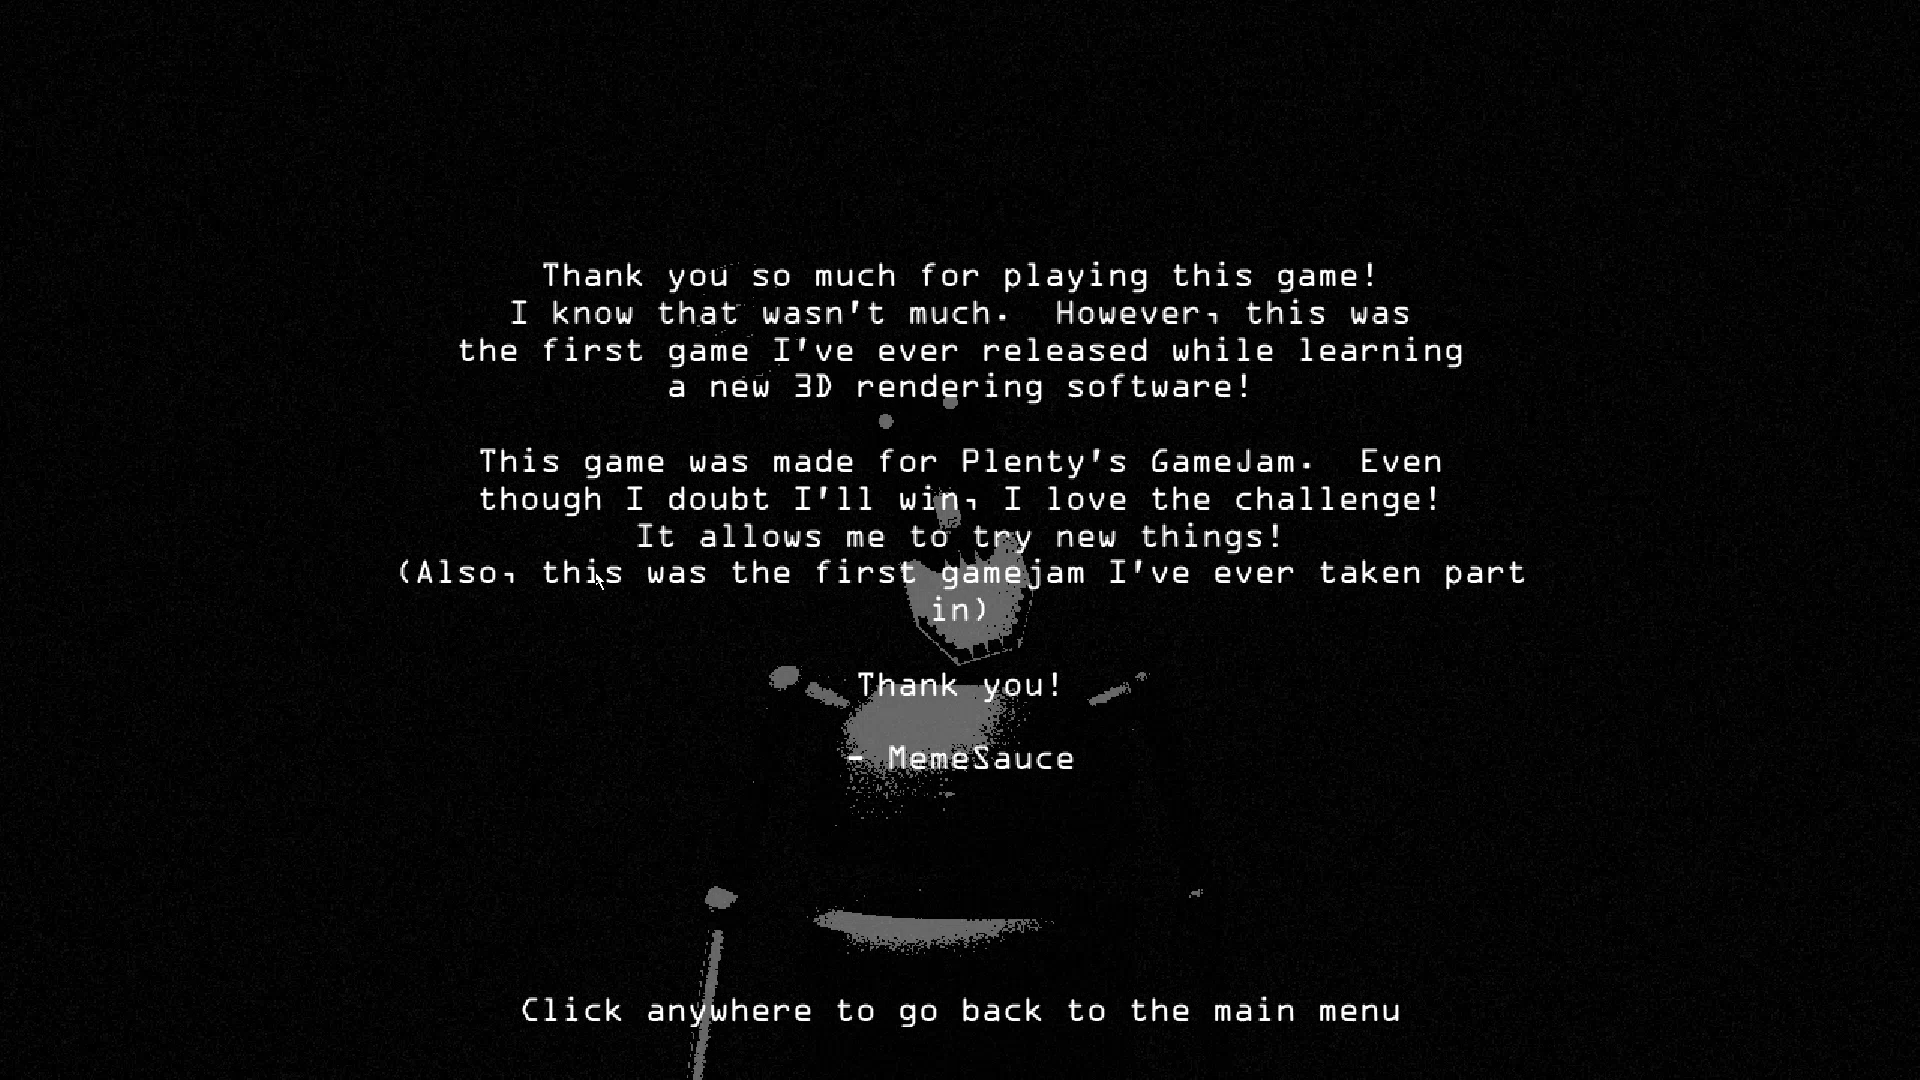 Thank you so much for playing this game!
I know that wasn't much.  However, this was
the first game I've ever released while learning
a new 3D rendering software!
This game was made for Plenty's GameJam.  Even
though I doubt I'll win, I love the challenge!
It allows me to try new things!
(Also, this was the first gamejam I've ever taken part
in)
Thank you!
- MemeSauce
Click anywhere to go back to the main menu